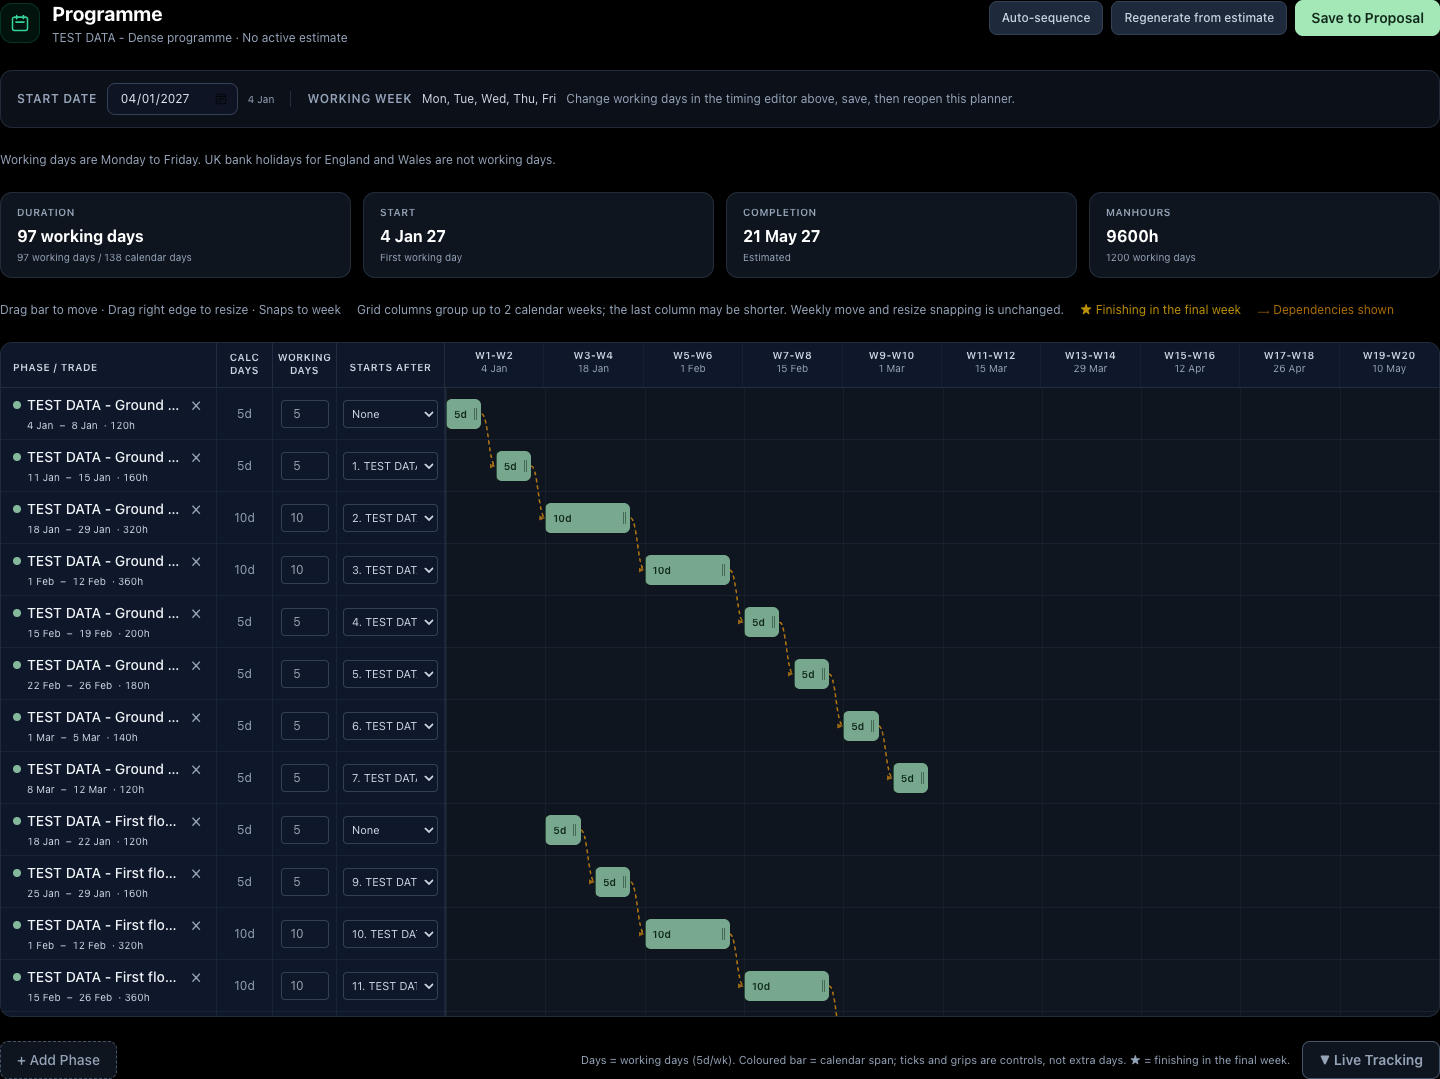 Programme
TEST DATA - Dense programme · No active estimate
Auto-sequence
Regenerate from estimate
Save to Proposal
START DATE 04/01/2027 4 Jan WORKING WEEK Mon, Tue, Wed, Thu, Fri Change working days in the timing editor above, save, then reopen this planner.
Working days are Monday to Friday. UK bank holidays for England and Wales are not working days.
DURATION
97 working days
97 working days / 138 calendar days
START
4 Jan 27
First working day
COMPLETION
21 May 27
Estimated
MANHOURS
9600h
1200 working days
Drag bar to move · Drag right edge to resize · Snaps to week Grid columns group up to 2 calendar weeks; the last column may be shorter. Weekly move and resize snapping is unchanged. ★ Finishing in the final week → Dependencies shown
PHASE / TRADE
CALC DAYS
WORKING DAYS
STARTS AFTER
W1-W2
4 Jan
W3-W4
18 Jan
W5-W6
1 Feb
W7-W8
15 Feb
W9-W10
1 Mar
W11-W12
15 Mar
W13-W14
29 Mar
W15-W16
12 Apr
W17-W18
26 Apr
W19-W20
10 May
TEST DATA - Ground ... × 5d 5 None 5d
4 Jan – 8 Jan · 120h
TEST DATA - Ground ... × 5d 5 1. TEST DATA 5d
11 Jan – 15 Jan · 160h
TEST DATA - Ground ... × 10d 10 2. TEST DAT 10d
18 Jan – 29 Jan · 320h
TEST DATA - Ground ... × 10d 10 3. TEST DAT 10d
1 Feb – 12 Feb · 360h
TEST DATA - Ground ... × 5d 5 4. TEST DAT 5d
15 Feb – 19 Feb · 200h
TEST DATA - Ground ... × 5d 5 5. TEST DAT 5d
22 Feb – 26 Feb · 180h
TEST DATA - Ground ... × 5d 5 6. TEST DAT 5d
1 Mar – 5 Mar · 140h
TEST DATA - Ground ... × 5d 5 7. TEST DATA 5d
8 Mar – 12 Mar · 120h
TEST DATA - First flo... × 5d 5 None 5d
18 Jan – 22 Jan · 120h
TEST DATA - First flo... × 5d 5 9. TEST DAT 5d
25 Jan – 29 Jan · 160h
TEST DATA - First flo... × 10d 10 10. TEST DA 10d
1 Feb – 12 Feb · 320h
TEST DATA - First flo... × 10d 10 11. TEST DAT 10d
15 Feb – 26 Feb · 360h
+ Add Phase
Days = working days (5d/wk). Coloured bar = calendar span; ticks and grips are controls, not extra days. ★ = finishing in the final week.
▼ Live Tracking